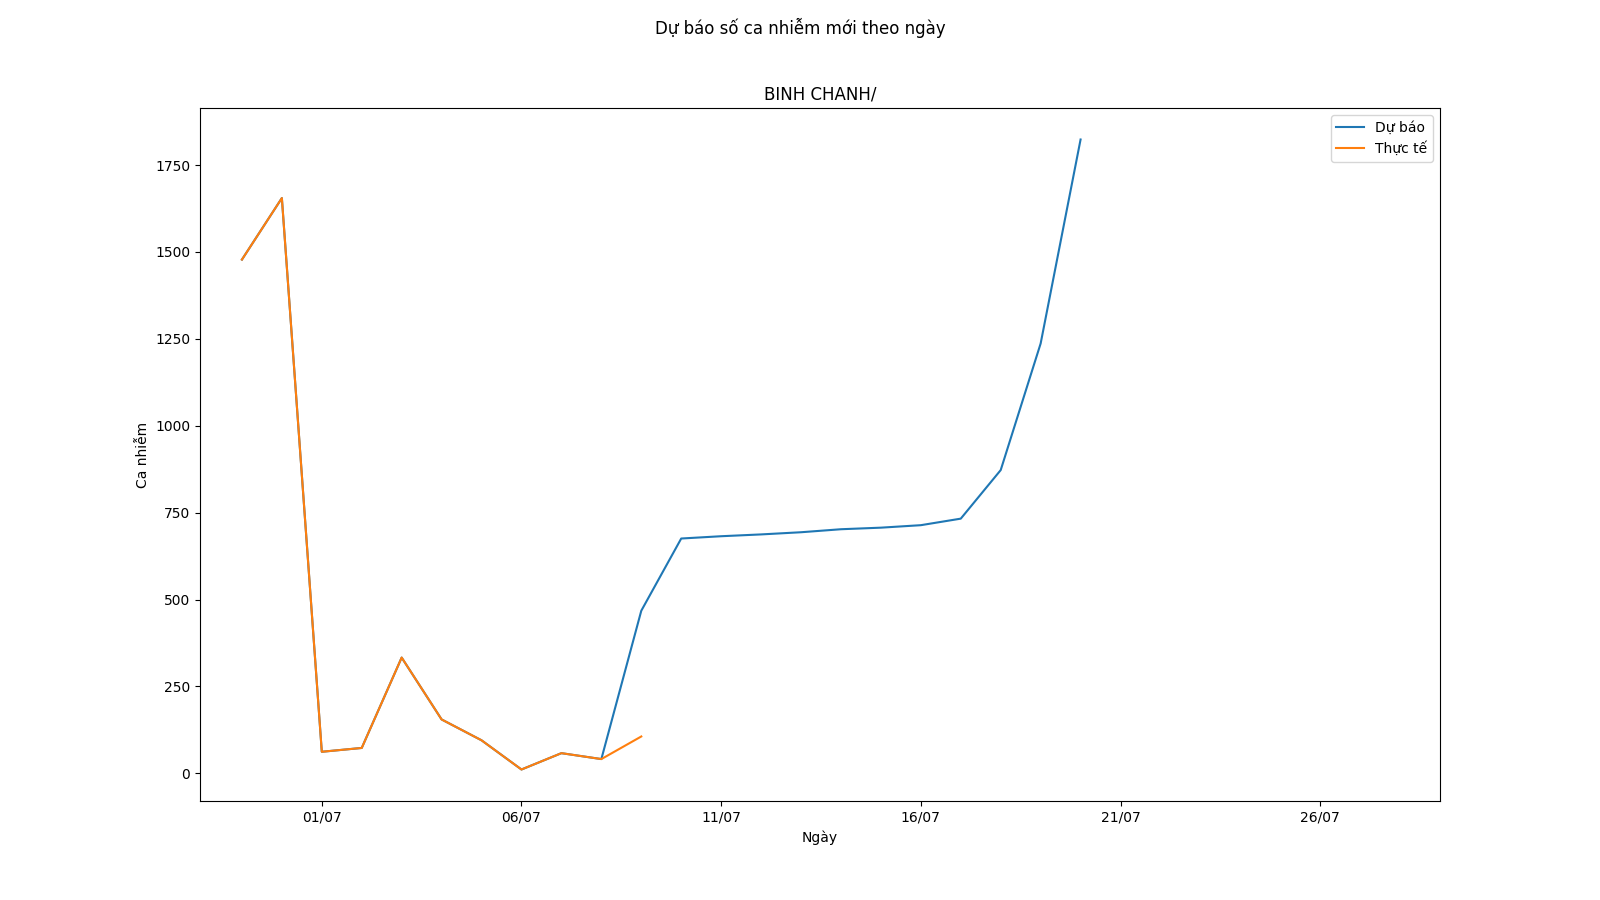 Dự báo số ca nhiễm mới theo ngày
BINH CHANH/
Dự báo
Thực tế
1750
1500
1250
1000
750
500
250
0
Ca nhiễm
01/07 06/07 11/07 16/07 21/07 26/07
Ngày